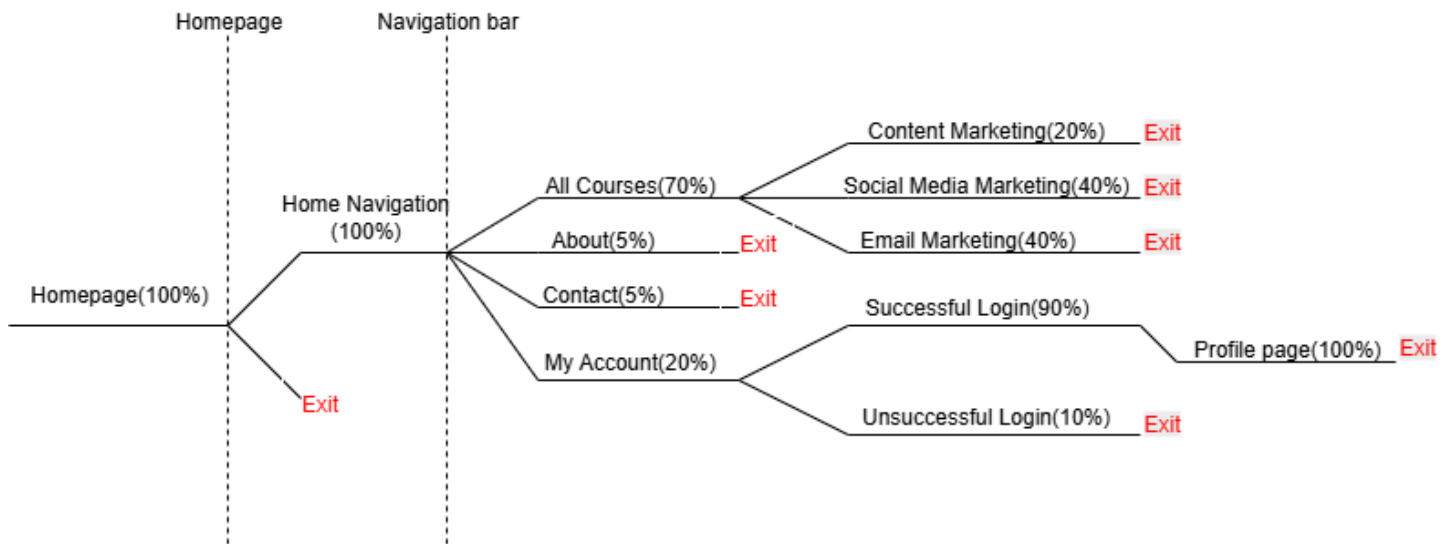 Homepage
Navigation bar
Content Marketing(20%) Exit
All Courses(70%)
Social Media Marketing(40%) Exit
Home Navigation
(100%)
About(5%) Exit
Email Marketing(40%) Exit
Homepage(100%)
Contact(5%) Exit
Successful Login(90%)
My Account(20%)
Profile page(100%) Exit
Exit
Unsuccessful Login(10%) Exit